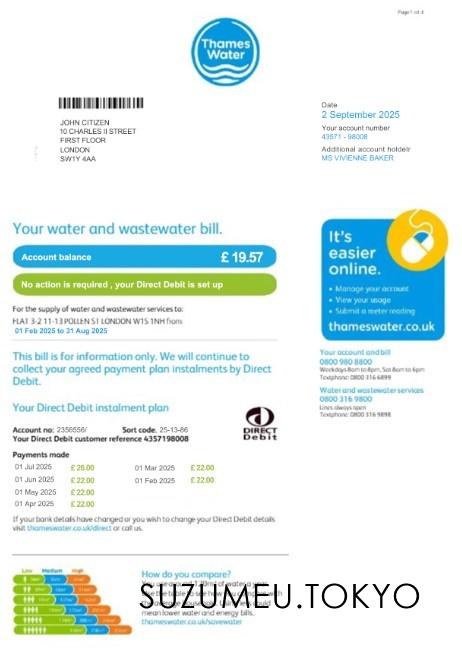 Page 1 of 4
Thames
Water
JOHN CITIZEN
10 CHARLES II STREET
FIRST FLOOR
LONDON
SW1Y 4AA
Date
2 September 2025
Your account number
43571 - 98008
Additional account holdelr
MS VIVIENNE BAKER
Your water and wastewater bill.
Account balance £ 19.57
No action is required , your Direct Debit is set up
For the supply of water and wastewater services to:
FLAT 3-2 11-13 POLLEN ST LONDON W1S 1NH from
01 Feb 2025 to 31 Aug 2025
This bill is for information only. We will continue to
collect your agreed payment plan instalments by Direct
Debit.
Your Direct Debit instalment plan
Account no: 2356556/ Sort code. 25-13-86
Your Direct Debit customer reference 4357198008
DIRECT
Debit
Payments made
01 Jul 2025 £ 26.00 01 Mar 2025 £ 22.00
01 Jun 2025 £ 22.00 01 Feb 2025 £ 22.00
01 May 2025 £ 22.00
01 Apr 2025 £ 22.00
If your bank details have changed or you wish to change your Direct Debit details
visit thameswater.co.uk/direct or call us.
It's
easier
online.
• Manage your account
• View your usage
• Submit a meter reading
thameswater.co.uk
Your account and bill
0800 980 8800
Weekdays 8am to 8pm, Sat 8am to 6pm
Textphone: 0800 316 6899
Water and wastewater services
0800 316 9800
Lines always open
Textphone: 0800 316 9898
Low Medium High
How do you compare?
mean lower water and energy bills.
thameswater.co.uk/savewater
SUZUMEU.TOKYO